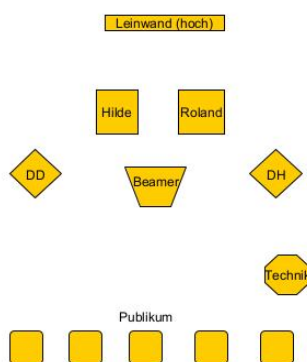 Leinwand (hoch)
Hilde
Roland
DD
Beamer
DH
Technik
Publikum